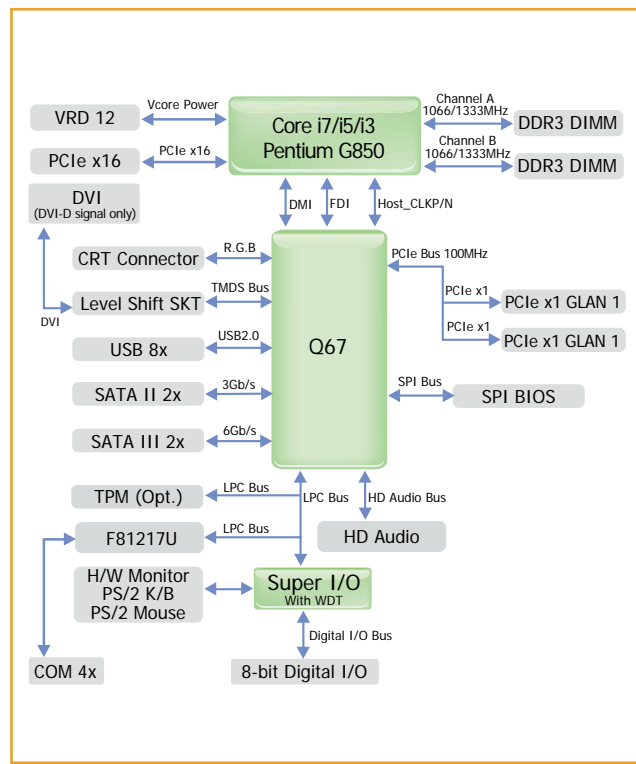 VRD 12
Vcore Power
Core i7/i5/i3
Pentium G850
Channel A
1066/1333MHz
DDR3 DIMM
PCIe x16
PCIe x16
Channel B
1066/1333MHz
DDR3 DIMM
DVI
(DVI-D signal only)
DMI
FDI
Host_CLKP/N
CRT Connector
R.G.B
PCIe Bus 100MHz
Level Shift SKT
TMDS Bus
DVI
PCIe x1
PCIe x1 GLAN 1
PCIe x1
PCIe x1 GLAN 1
USB 8x
USB2.0
Q67
SATA II 2x
3Gb/s
SPI Bus
SPI BIOS
SATA III 2x
6Gb/s
TPM (Opt.)
LPC Bus
LPC Bus
HD Audio Bus
F81217U
LPC Bus
HD Audio
H/W Monitor
PS/2 K/B
PS/2 Mouse
Super I/O
With WDT
Digital I/O Bus
COM 4x
8-bit Digital I/O